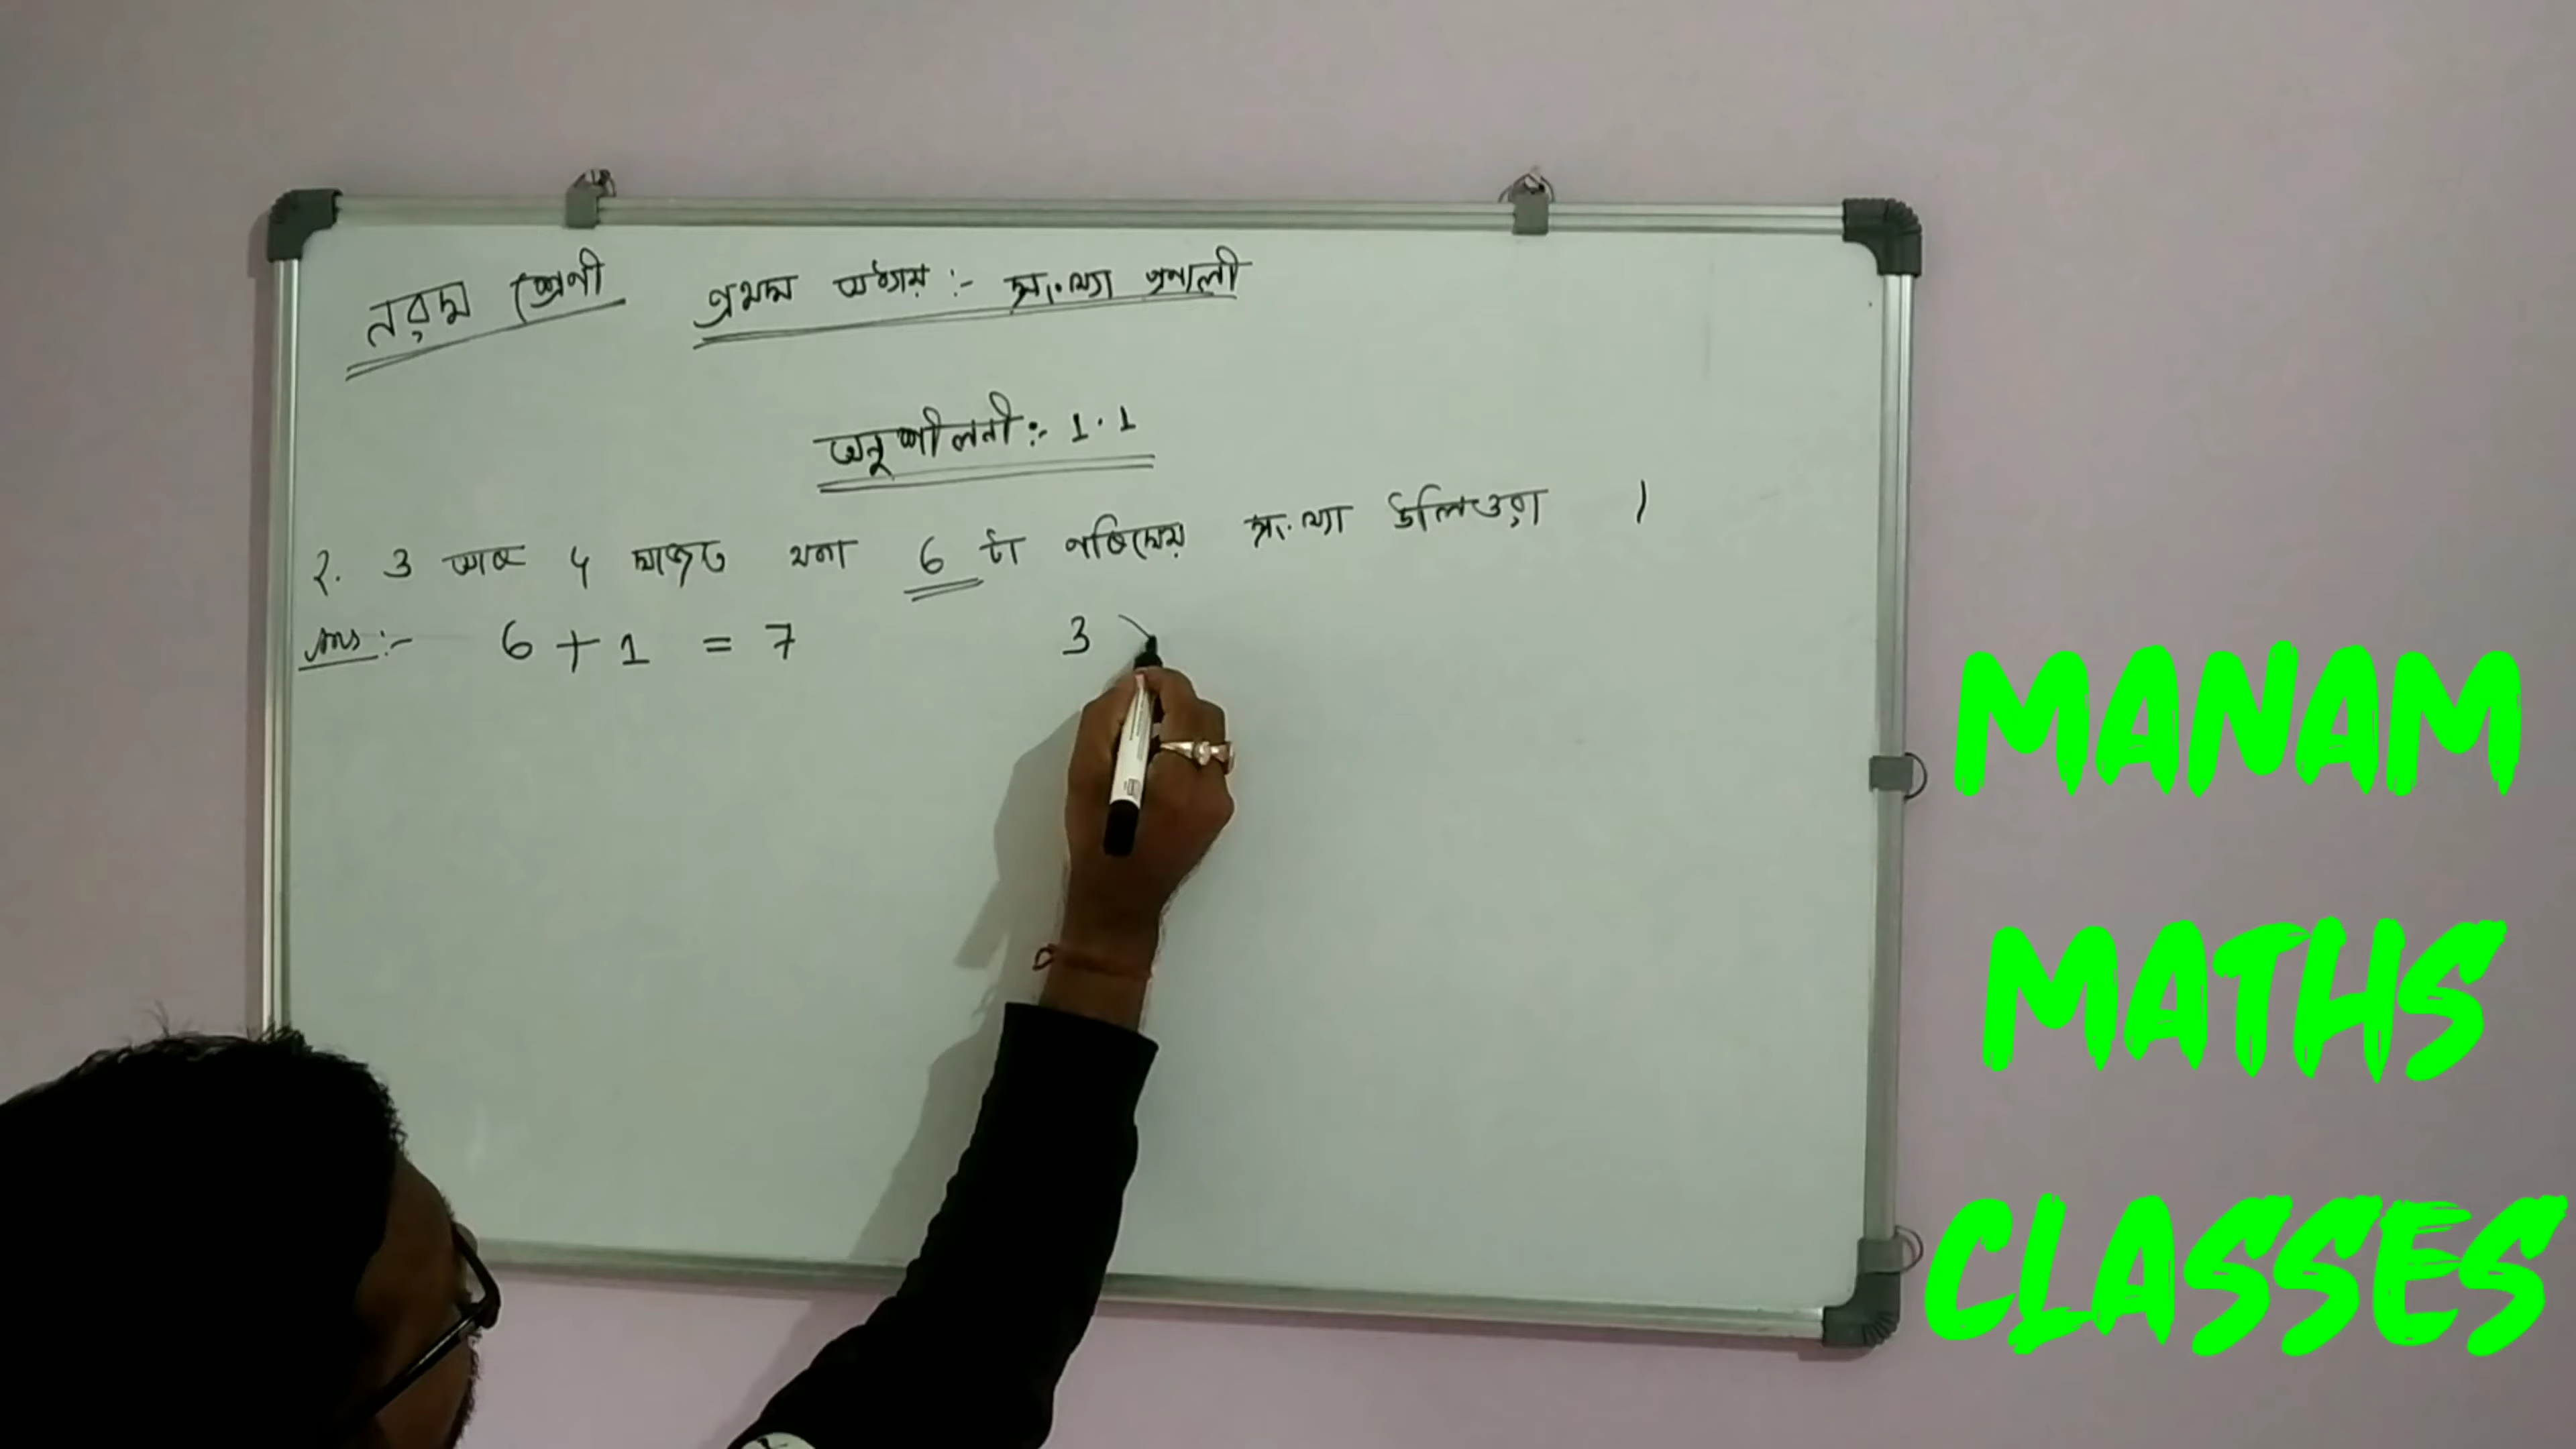 নৱম শ্ৰেণী প্ৰথম অধ্যায় :- সংখ্যা প্ৰণালী
অনুশীলনী :- 1.1
২. 3 আৰু 4 মাজত থকা 6 টা পৰিমেয় সংখ্যা উলিওৱা ।
Ans :- 6 + 1 = 7 3
MANAM
MATHS
CLASSES